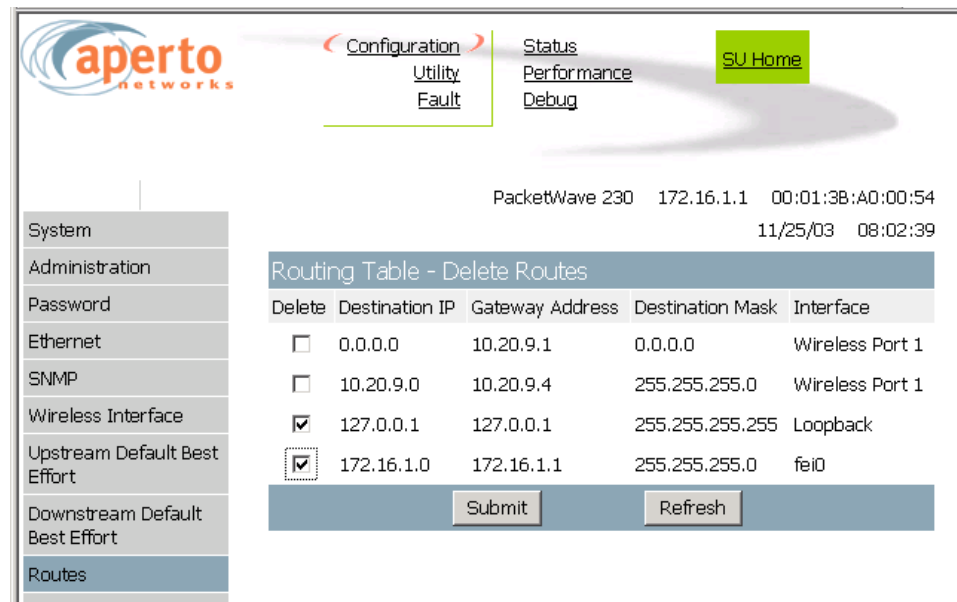 aperto
networks
Configuration
Utility
Fault
Status
Performance
Debug
SU Home
PacketWave 230 172.16.1.1 00:01:3B:A0:00:54
11/25/03 08:02:39
System
Administration
Password
Ethernet
SNMP
Wireless Interface
Upstream Default Best
Effort
Downstream Default
Best Effort
Routes
Routing Table - Delete Routes
Delete Destination IP Gateway Address Destination Mask Interface
0.0.0.0 10.20.9.1 0.0.0.0 Wireless Port 1
10.20.9.0 10.20.9.4 255.255.255.0 Wireless Port 1
127.0.0.1 127.0.0.1 255.255.255.255 Loopback
172.16.1.0 172.16.1.1 255.255.255.0 fei0
Submit Refresh